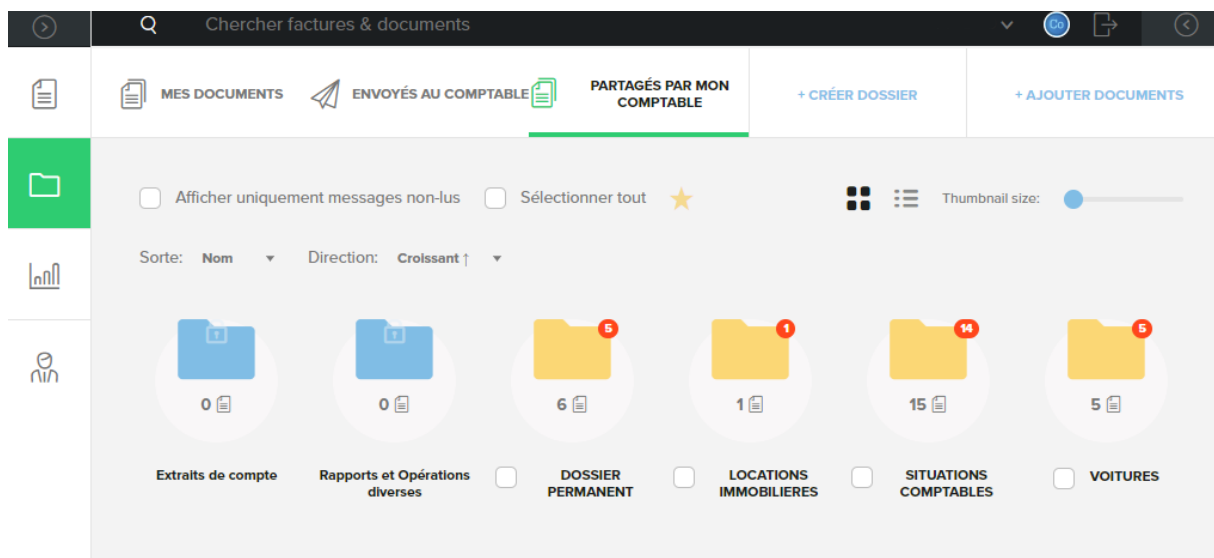 Chercher factures & documents
Co
MES DOCUMENTS
ENVOYÉS AU COMPTABLE
PARTAGÉS PAR MON
COMPTABLE
+ CRÉER DOSSIER
+ AJOUTER DOCUMENTS
Afficher uniquement messages non-lus
Sélectionner tout
Thumbnail size:
Sorte: Nom
Direction: Croissant ↑
5
1
14
5
0
0
6
1
15
5
Extraits de compte
Rapports et Opérations
diverses
DOSSIER
PERMANENT
LOCATIONS
IMMOBILIERES
SITUATIONS
COMPTABLES
VOITURES